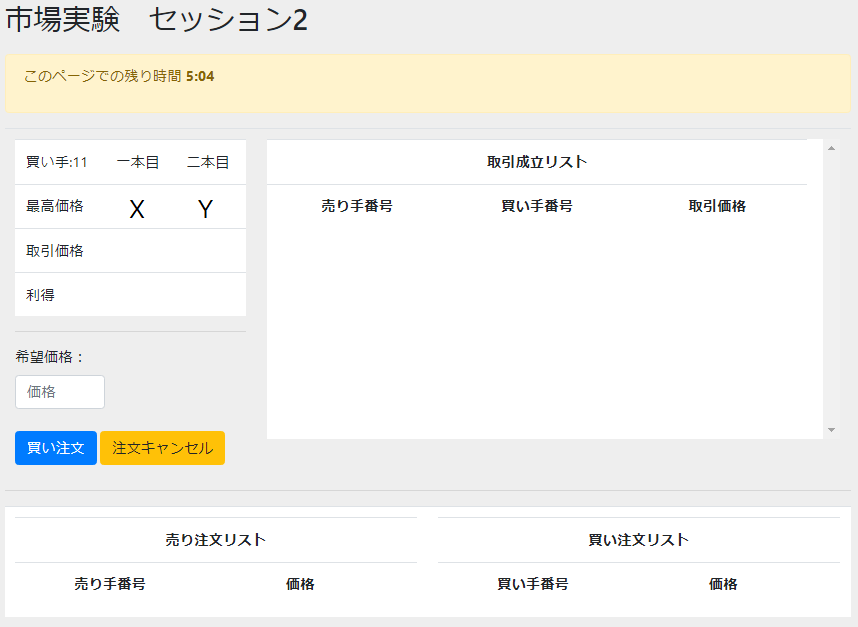 市場実験　セッション2
このページでの残り時間 5:04
買い手:11 一本目 二本目
最高価格 X Y
取引価格
利得
希望価格：
価格
買い注文 注文キャンセル
取引成立リスト
売り手番号 買い手番号 取引価格
売り注文リスト
売り手番号 価格
買い注文リスト
買い手番号 価格